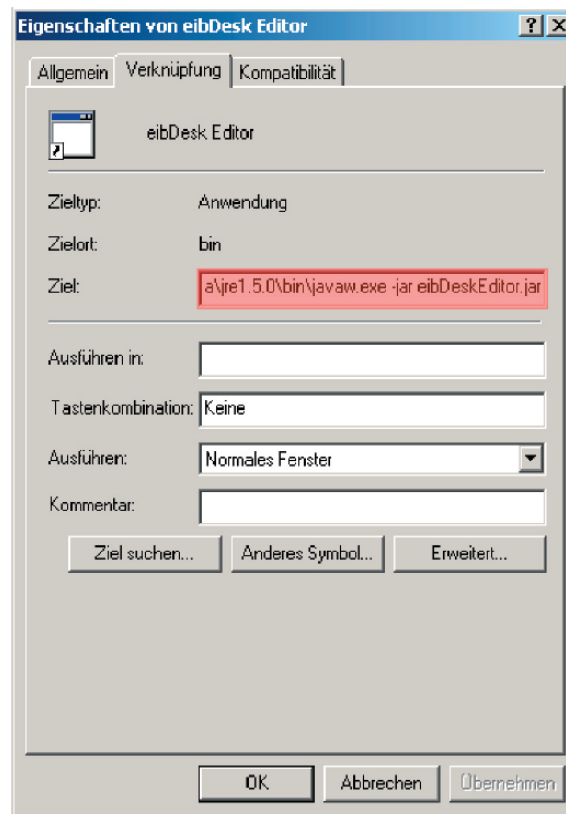 Eigenschaften von eibDesk Editor
Allgemein Verknüpfung Kompatibilität
eibDesk Editor
Zieltyp: Anwendung
Zielort: bin
Ziel: a\jre1.5.0\bin\javaw.exe -jar eibDeskEditor.jar
Ausführen in:
Tastenkombination: Keine
Ausführen: Normales Fenster
Kommentar:
Ziel suchen... Anderes Symbol... Erweitert...
OK Abbrechen Übernehmen